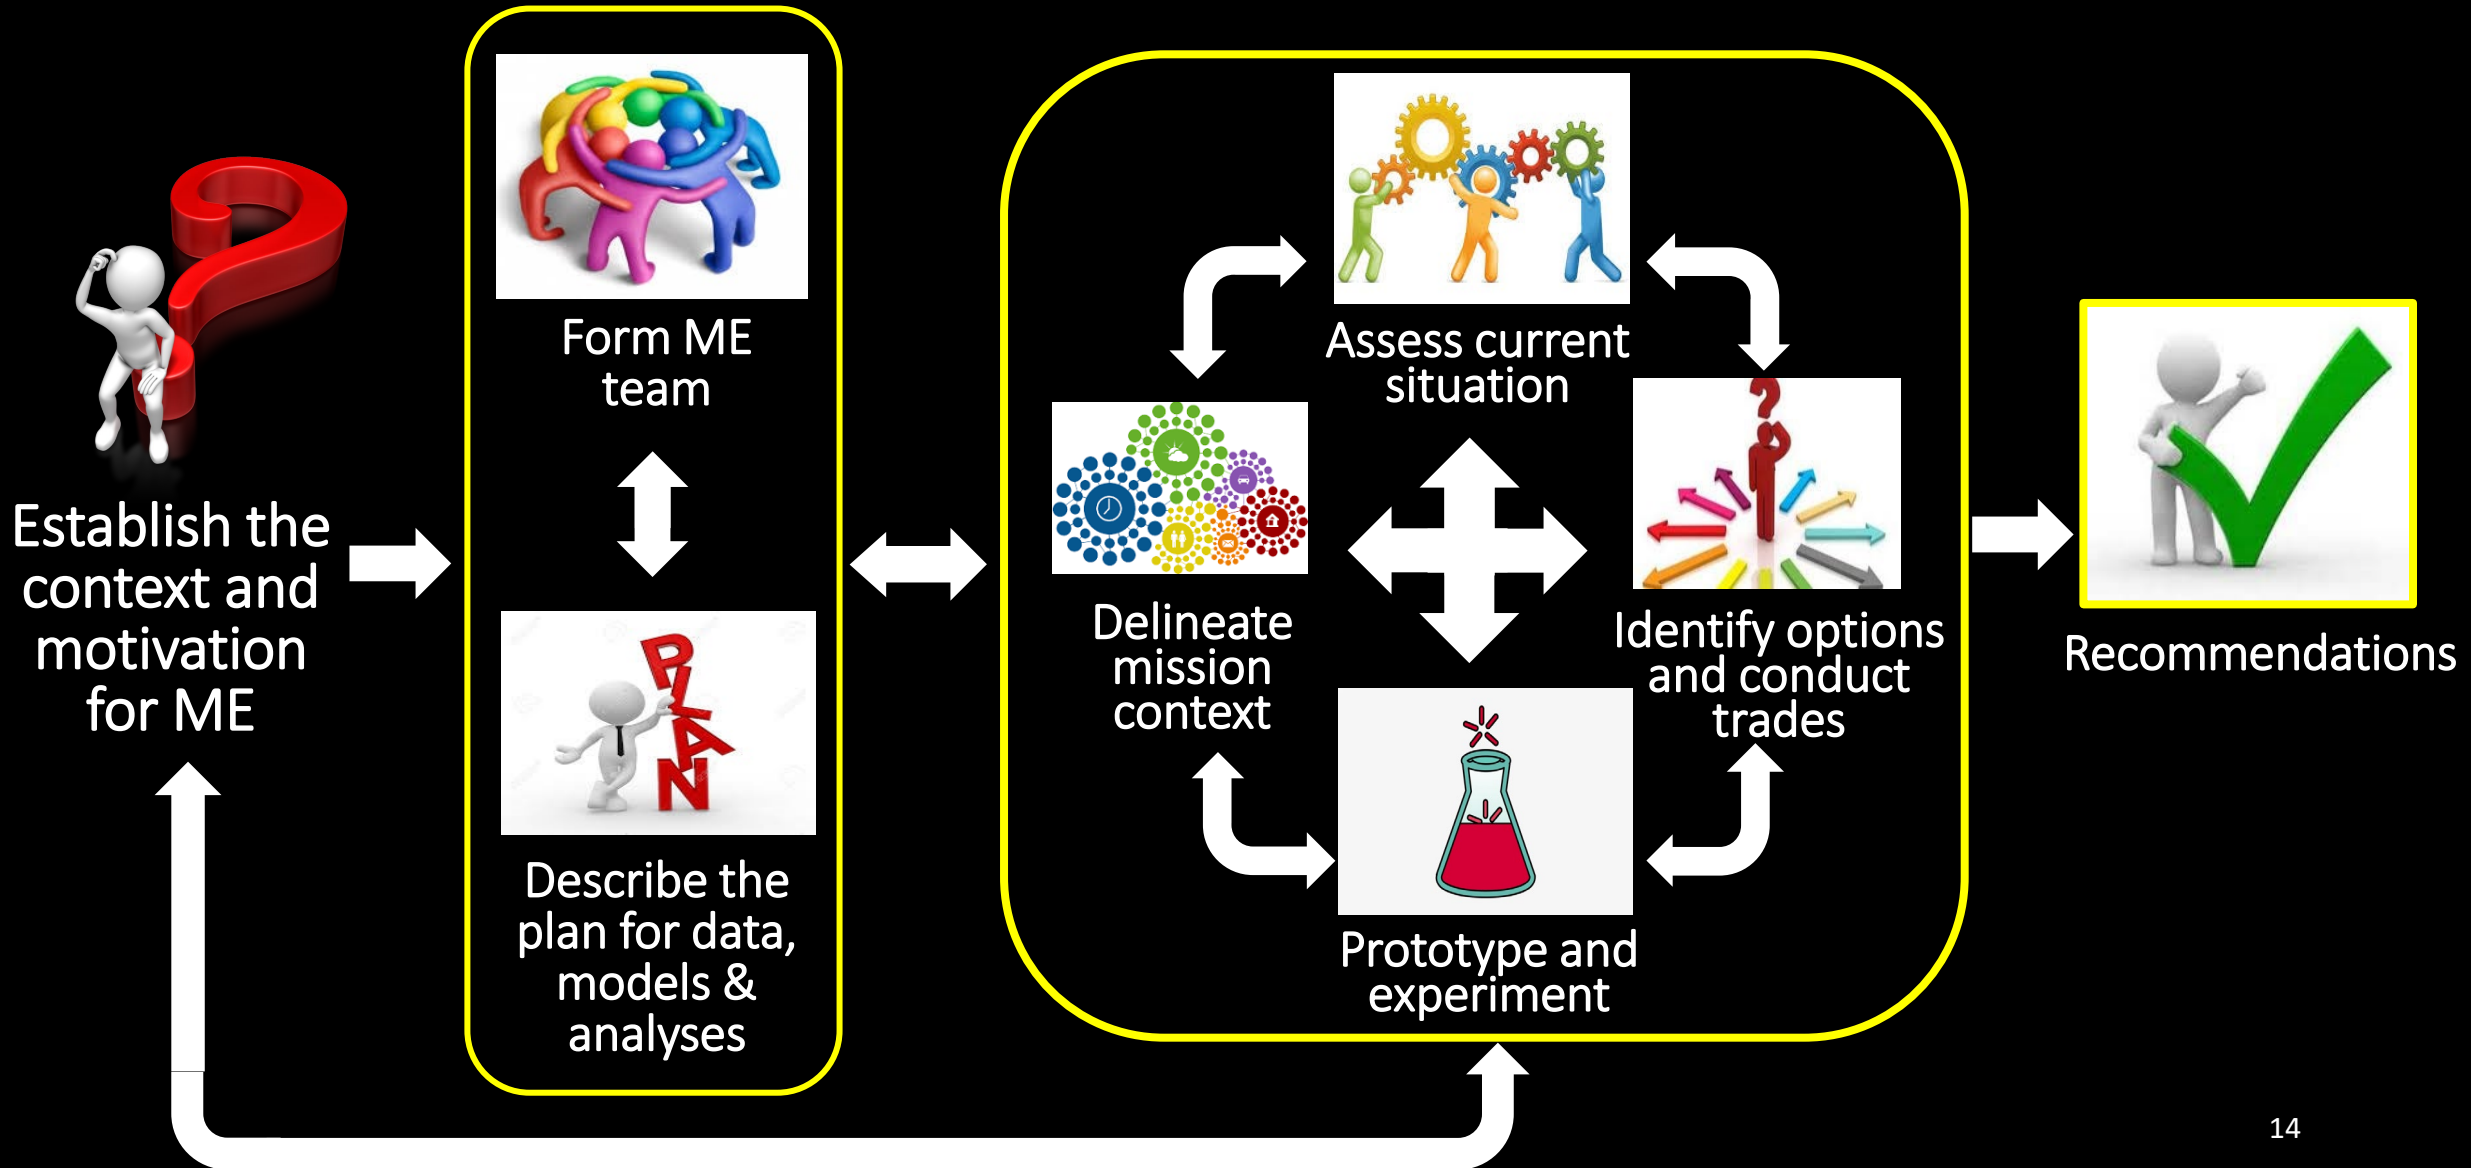 Establish the
context and
motivation
for ME
Form ME
team
PLAN
Describe the
plan for data,
models &
analyses
Assess current
situation
Delineate
mission
context
Identify options
and conduct
trades
Prototype and
experiment
Recommendations
14